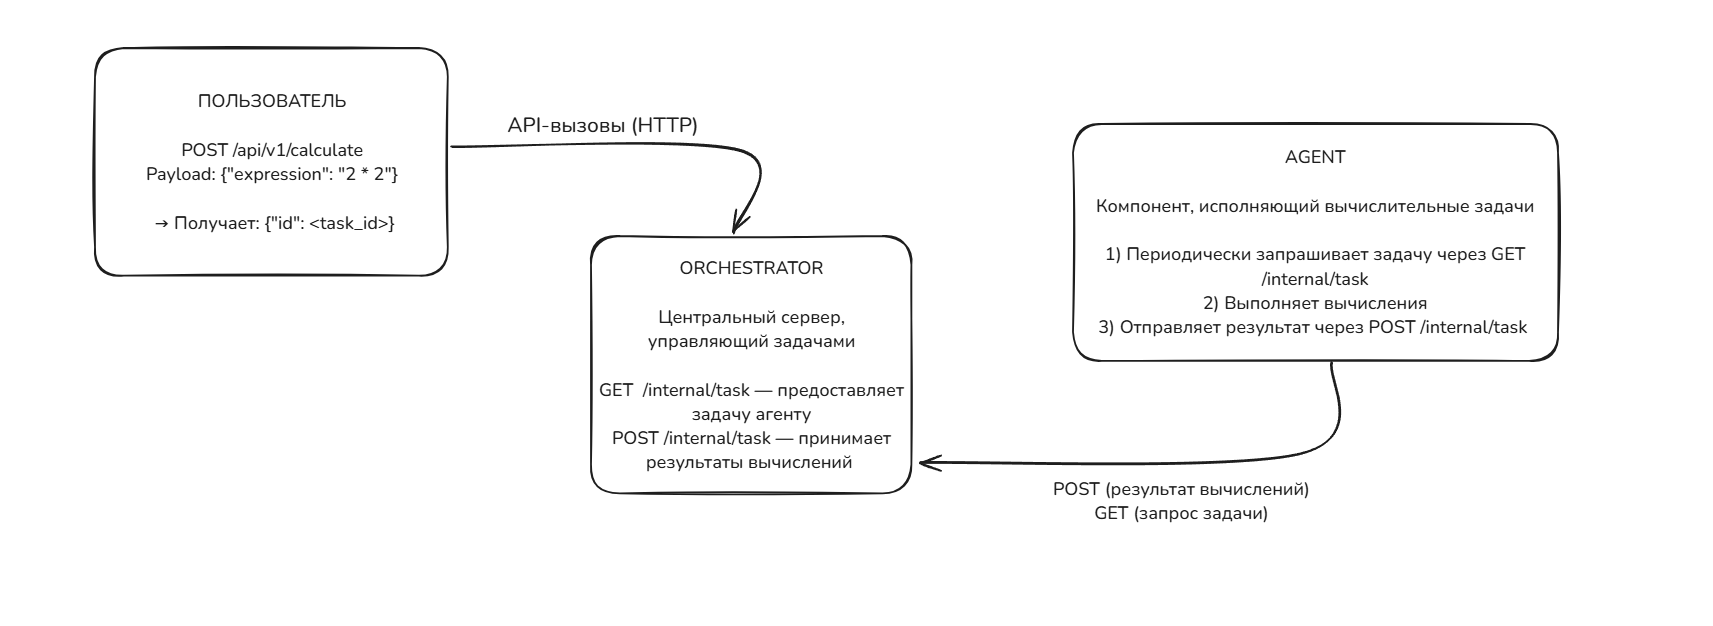 ПОЛЬЗОВАТЕЛЬ
POST /api/v1/calculate
Payload: {"expression": "2 * 2"}
→ Получает: {"id": <task_id>}
API-вызовы (HTTP)
ORCHESTRATOR
Центральный сервер,
управляющий задачами
GET  /internal/task — предоставляет
задачу агенту
POST /internal/task — принимает
результаты вычислений
AGENT
Компонент, исполняющий вычислительные задачи
1) Периодически запрашивает задачу через GET
/internal/task
2) Выполняет вычисления
3) Отправляет результат через POST /internal/task
POST (результат вычислений)
GET (запрос задачи)